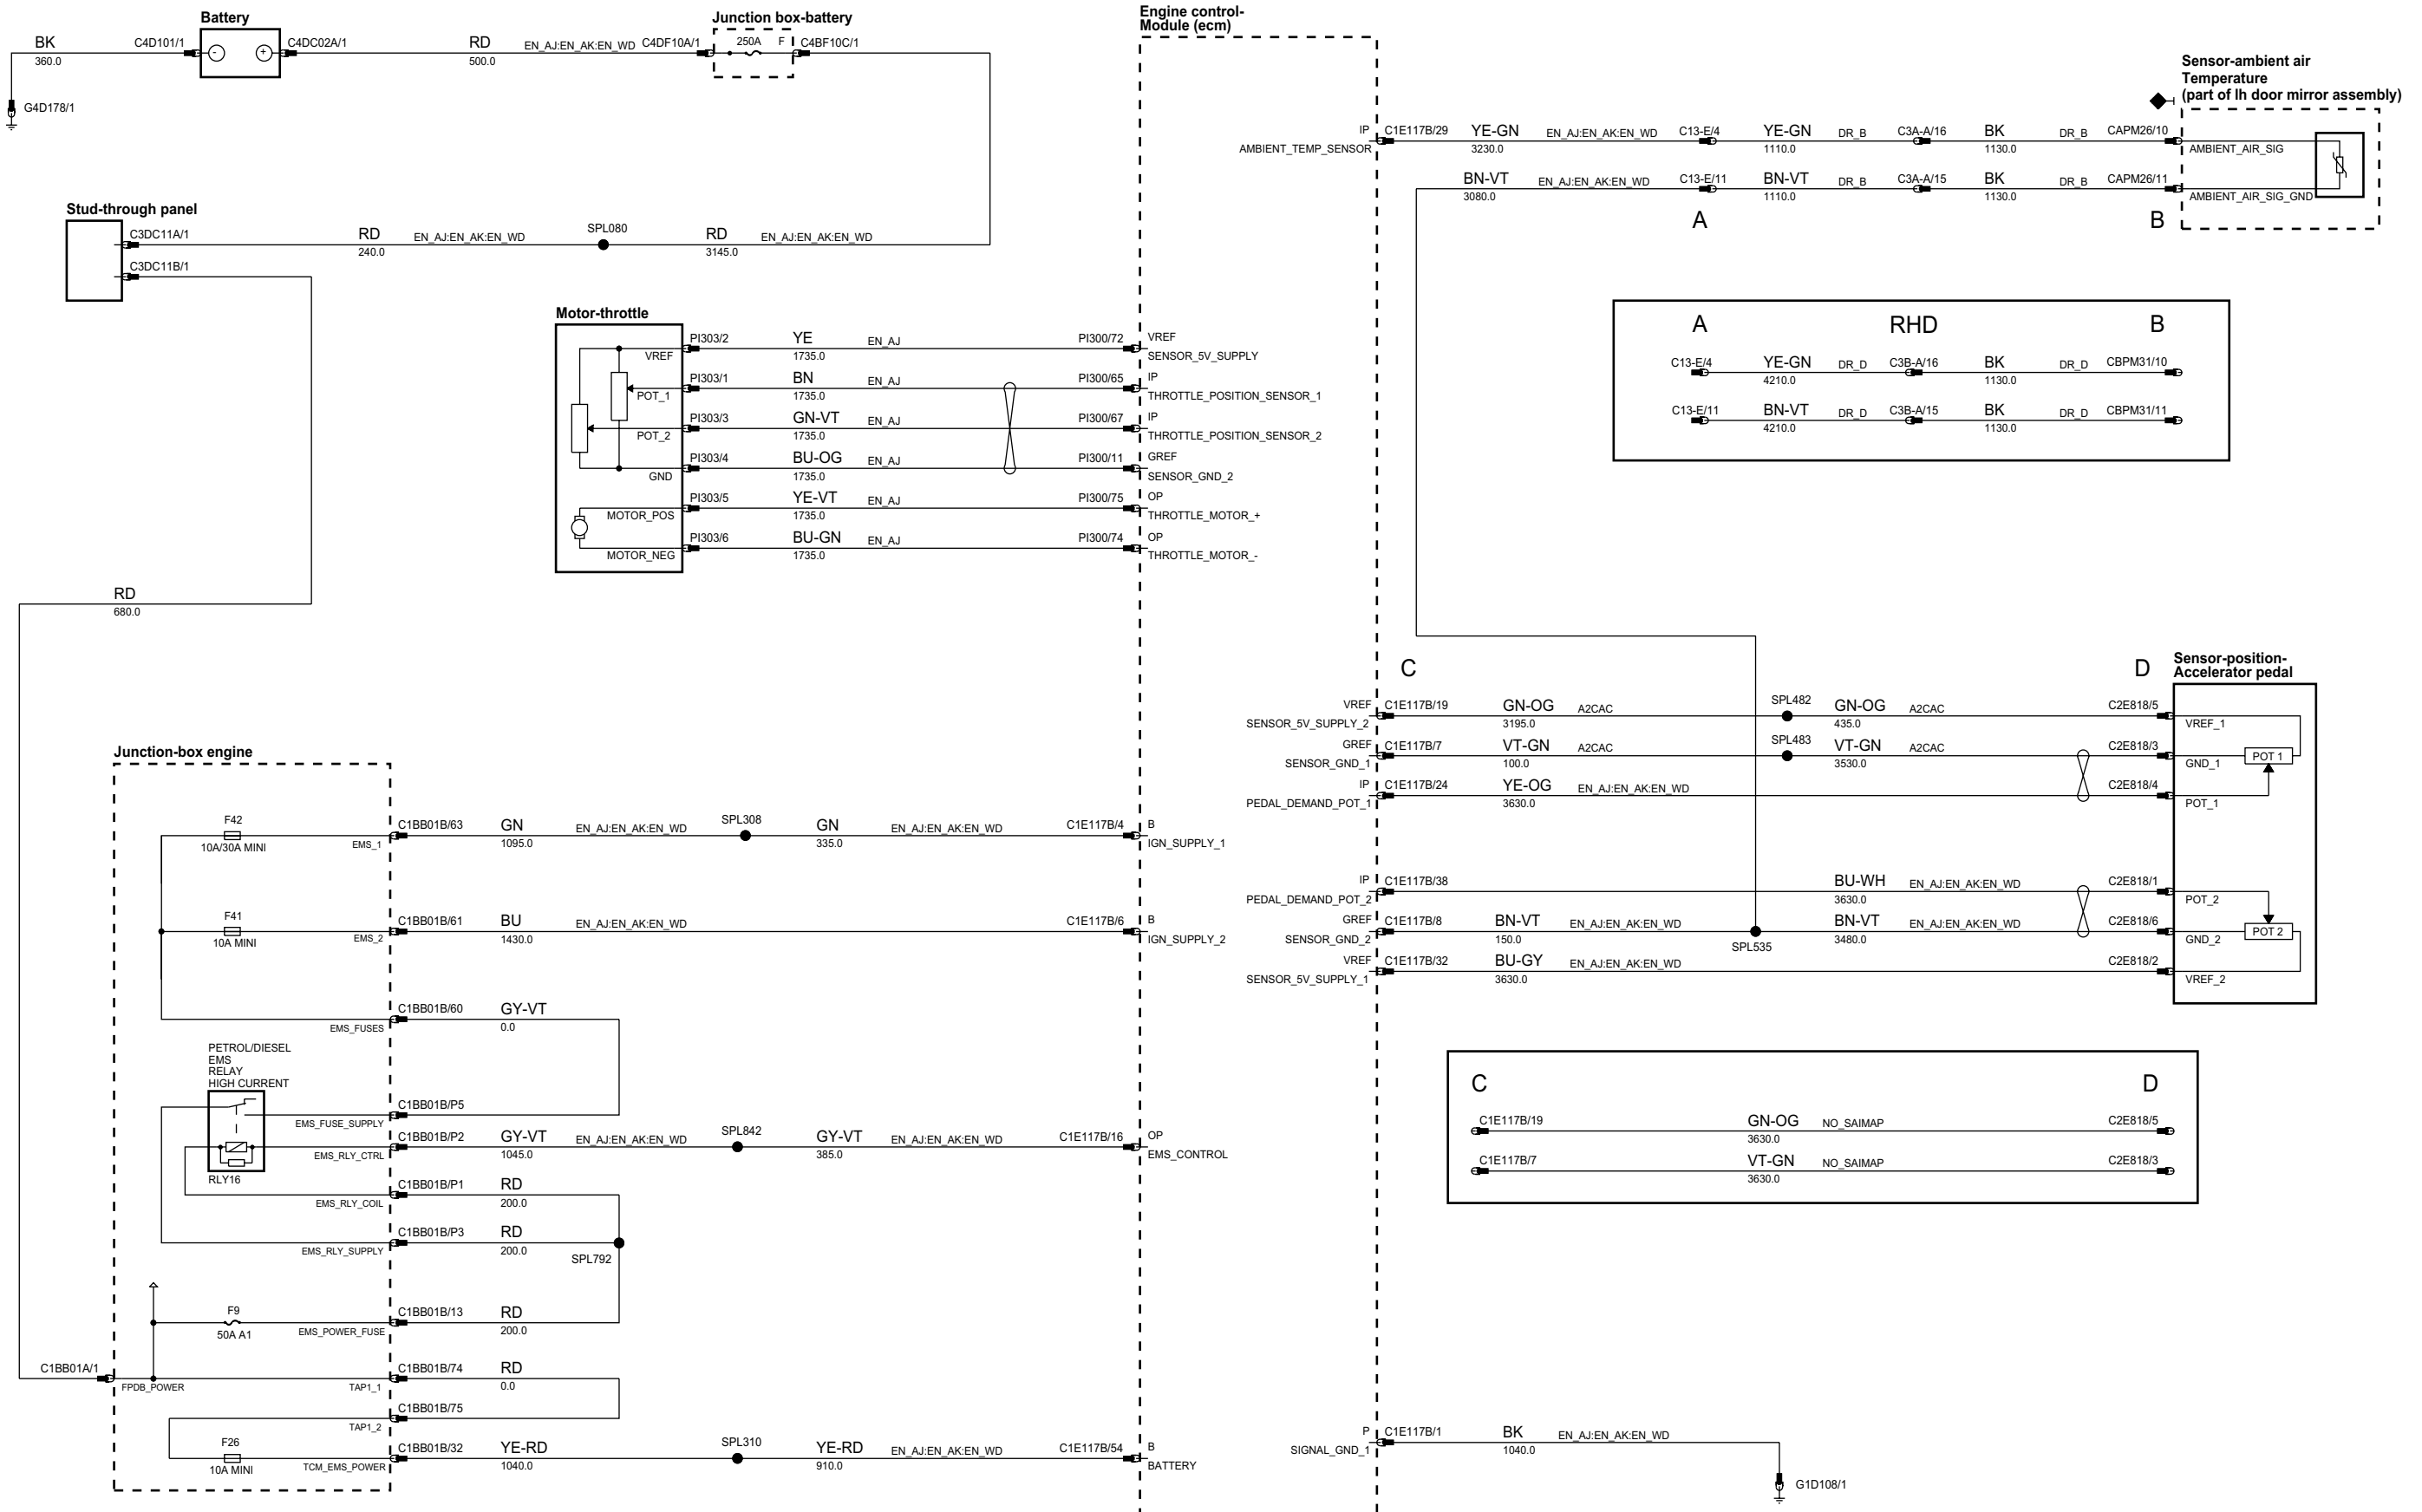 Battery
BK
360.0
C4D101/1
-
+
C4DC02A/1
RD
500.0
EN_AJ:EN_AK:EN_WD
C4DF10A/1
Junction box-battery
250A
F
C4BF10C/1
G4D178/1
Stud-through panel
C3DC11A/1
RD
240.0
EN_AJ:EN_AK:EN_WD
SPL080
RD
3145.0
EN_AJ:EN_AK:EN_WD
C3DC11B/1
RD
680.0
Motor-throttle
VREF
PI303/2
YE
1735.0
EN_AJ
PI300/72
VREF
SENSOR_5V_SUPPLY
POT_1
PI303/1
BN
1735.0
EN_AJ
PI300/65
IP
THROTTLE_POSITION_SENSOR_1
POT_2
PI303/3
GN-VT
1735.0
EN_AJ
PI300/67
IP
THROTTLE_POSITION_SENSOR_2
GND
PI303/4
BU-OG
1735.0
EN_AJ
PI300/11
GREF
SENSOR_GND_2
MOTOR_POS
PI303/5
YE-VT
1735.0
EN_AJ
PI300/75
OP
THROTTLE_MOTOR_+
MOTOR_NEG
PI303/6
BU-GN
1735.0
EN_AJ
PI300/74
OP
THROTTLE_MOTOR_-
Junction-box engine
F42
10A/30A MINI
EMS_1
C1BB01B/63
GN
1095.0
EN_AJ:EN_AK:EN_WD
SPL308
GN
335.0
EN_AJ:EN_AK:EN_WD
C1E117B/4
B
IGN_SUPPLY_1
F41
10A MINI
EMS_2
C1BB01B/61
BU
1430.0
EN_AJ:EN_AK:EN_WD
C1E117B/6
B
IGN_SUPPLY_2
EMS_FUSES
C1BB01B/60
GY-VT
0.0
PETROL/DIESEL
EMS
RELAY
HIGH CURRENT
RLY16
EMS_FUSE_SUPPLY
C1BB01B/P5
EMS_RLY_CTRL
C1BB01B/P2
GY-VT
1045.0
EN_AJ:EN_AK:EN_WD
SPL842
GY-VT
385.0
EN_AJ:EN_AK:EN_WD
C1E117B/16
OP
EMS_CONTROL
EMS_RLY_COIL
C1BB01B/P1
RD
200.0
EMS_RLY_SUPPLY
C1BB01B/P3
RD
200.0
SPL792
F9
50A A1
EMS_POWER_FUSE
C1BB01B/13
RD
200.0
C1BB01A/1
FPDB_POWER
TAP1_1
C1BB01B/74
RD
0.0
TAP1_2
C1BB01B/75
F26
10A MINI
TCM_EMS_POWER
C1BB01B/32
YE-RD
1040.0
SPL310
YE-RD
910.0
EN_AJ:EN_AK:EN_WD
C1E117B/54
B
BATTERY
Engine control-
Module (ecm)
IP
AMBIENT_TEMP_SENSOR
C1E117B/29
YE-GN
3230.0
EN_AJ:EN_AK:EN_WD
C13-E/4
YE-GN
1110.0
DR_B
C3A-A/16
BK
1130.0
DR_B
CAPM26/10
AMBIENT_AIR_SIG
BN-VT
3080.0
EN_AJ:EN_AK:EN_WD
C13-E/11
BN-VT
1110.0
DR_B
C3A-A/15
BK
1130.0
DR_B
CAPM26/11
AMBIENT_AIR_SIG_GND
Sensor-ambient air
Temperature
(part of lh door mirror assembly)
A
B
A
RHD
B
C13-E/4
YE-GN
4210.0
DR_D
C3B-A/16
BK
1130.0
DR_D
CBPM31/10
C13-E/11
BN-VT
4210.0
DR_D
C3B-A/15
BK
1130.0
DR_D
CBPM31/11
C
D
Sensor-position-
Accelerator pedal
VREF
SENSOR_5V_SUPPLY_2
C1E117B/19
GN-OG
3195.0
A2CAC
SPL482
GN-OG
435.0
A2CAC
C2E818/5
VREF_1
GREF
SENSOR_GND_1
C1E117B/7
VT-GN
100.0
A2CAC
SPL483
VT-GN
3530.0
A2CAC
C2E818/3
GND_1
POT 1
IP
PEDAL_DEMAND_POT_1
C1E117B/24
YE-OG
3630.0
EN_AJ:EN_AK:EN_WD
C2E818/4
POT_1
IP
PEDAL_DEMAND_POT_2
C1E117B/38
BU-WH
3630.0
EN_AJ:EN_AK:EN_WD
C2E818/1
POT_2
GREF
SENSOR_GND_2
C1E117B/8
BN-VT
150.0
EN_AJ:EN_AK:EN_WD
SPL535
BN-VT
3480.0
EN_AJ:EN_AK:EN_WD
C2E818/6
GND_2
POT 2
VREF
SENSOR_5V_SUPPLY_1
C1E117B/32
BU-GY
3630.0
EN_AJ:EN_AK:EN_WD
C2E818/2
VREF_2
C
D
C1E117B/19
GN-OG
3630.0
NO_SAIMAP
C2E818/5
C1E117B/7
VT-GN
3630.0
NO_SAIMAP
C2E818/3
P
SIGNAL_GND_1
C1E117B/1
BK
1040.0
EN_AJ:EN_AK:EN_WD
G1D108/1